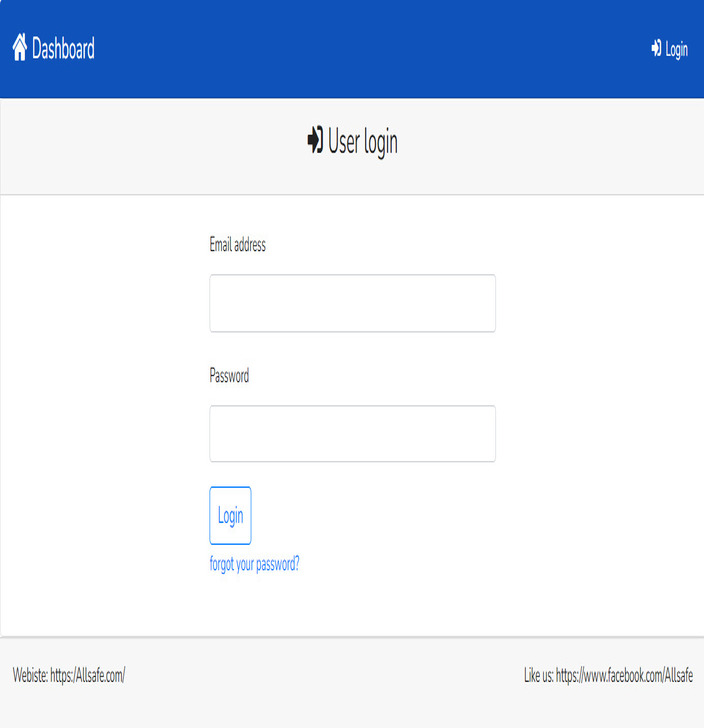 Dashboard
Login
User login
Email address
Password
Login
forgot your password?
Webiste: https:/Allsafe.com/
Like us: https://www.facebook.com/Allsafe